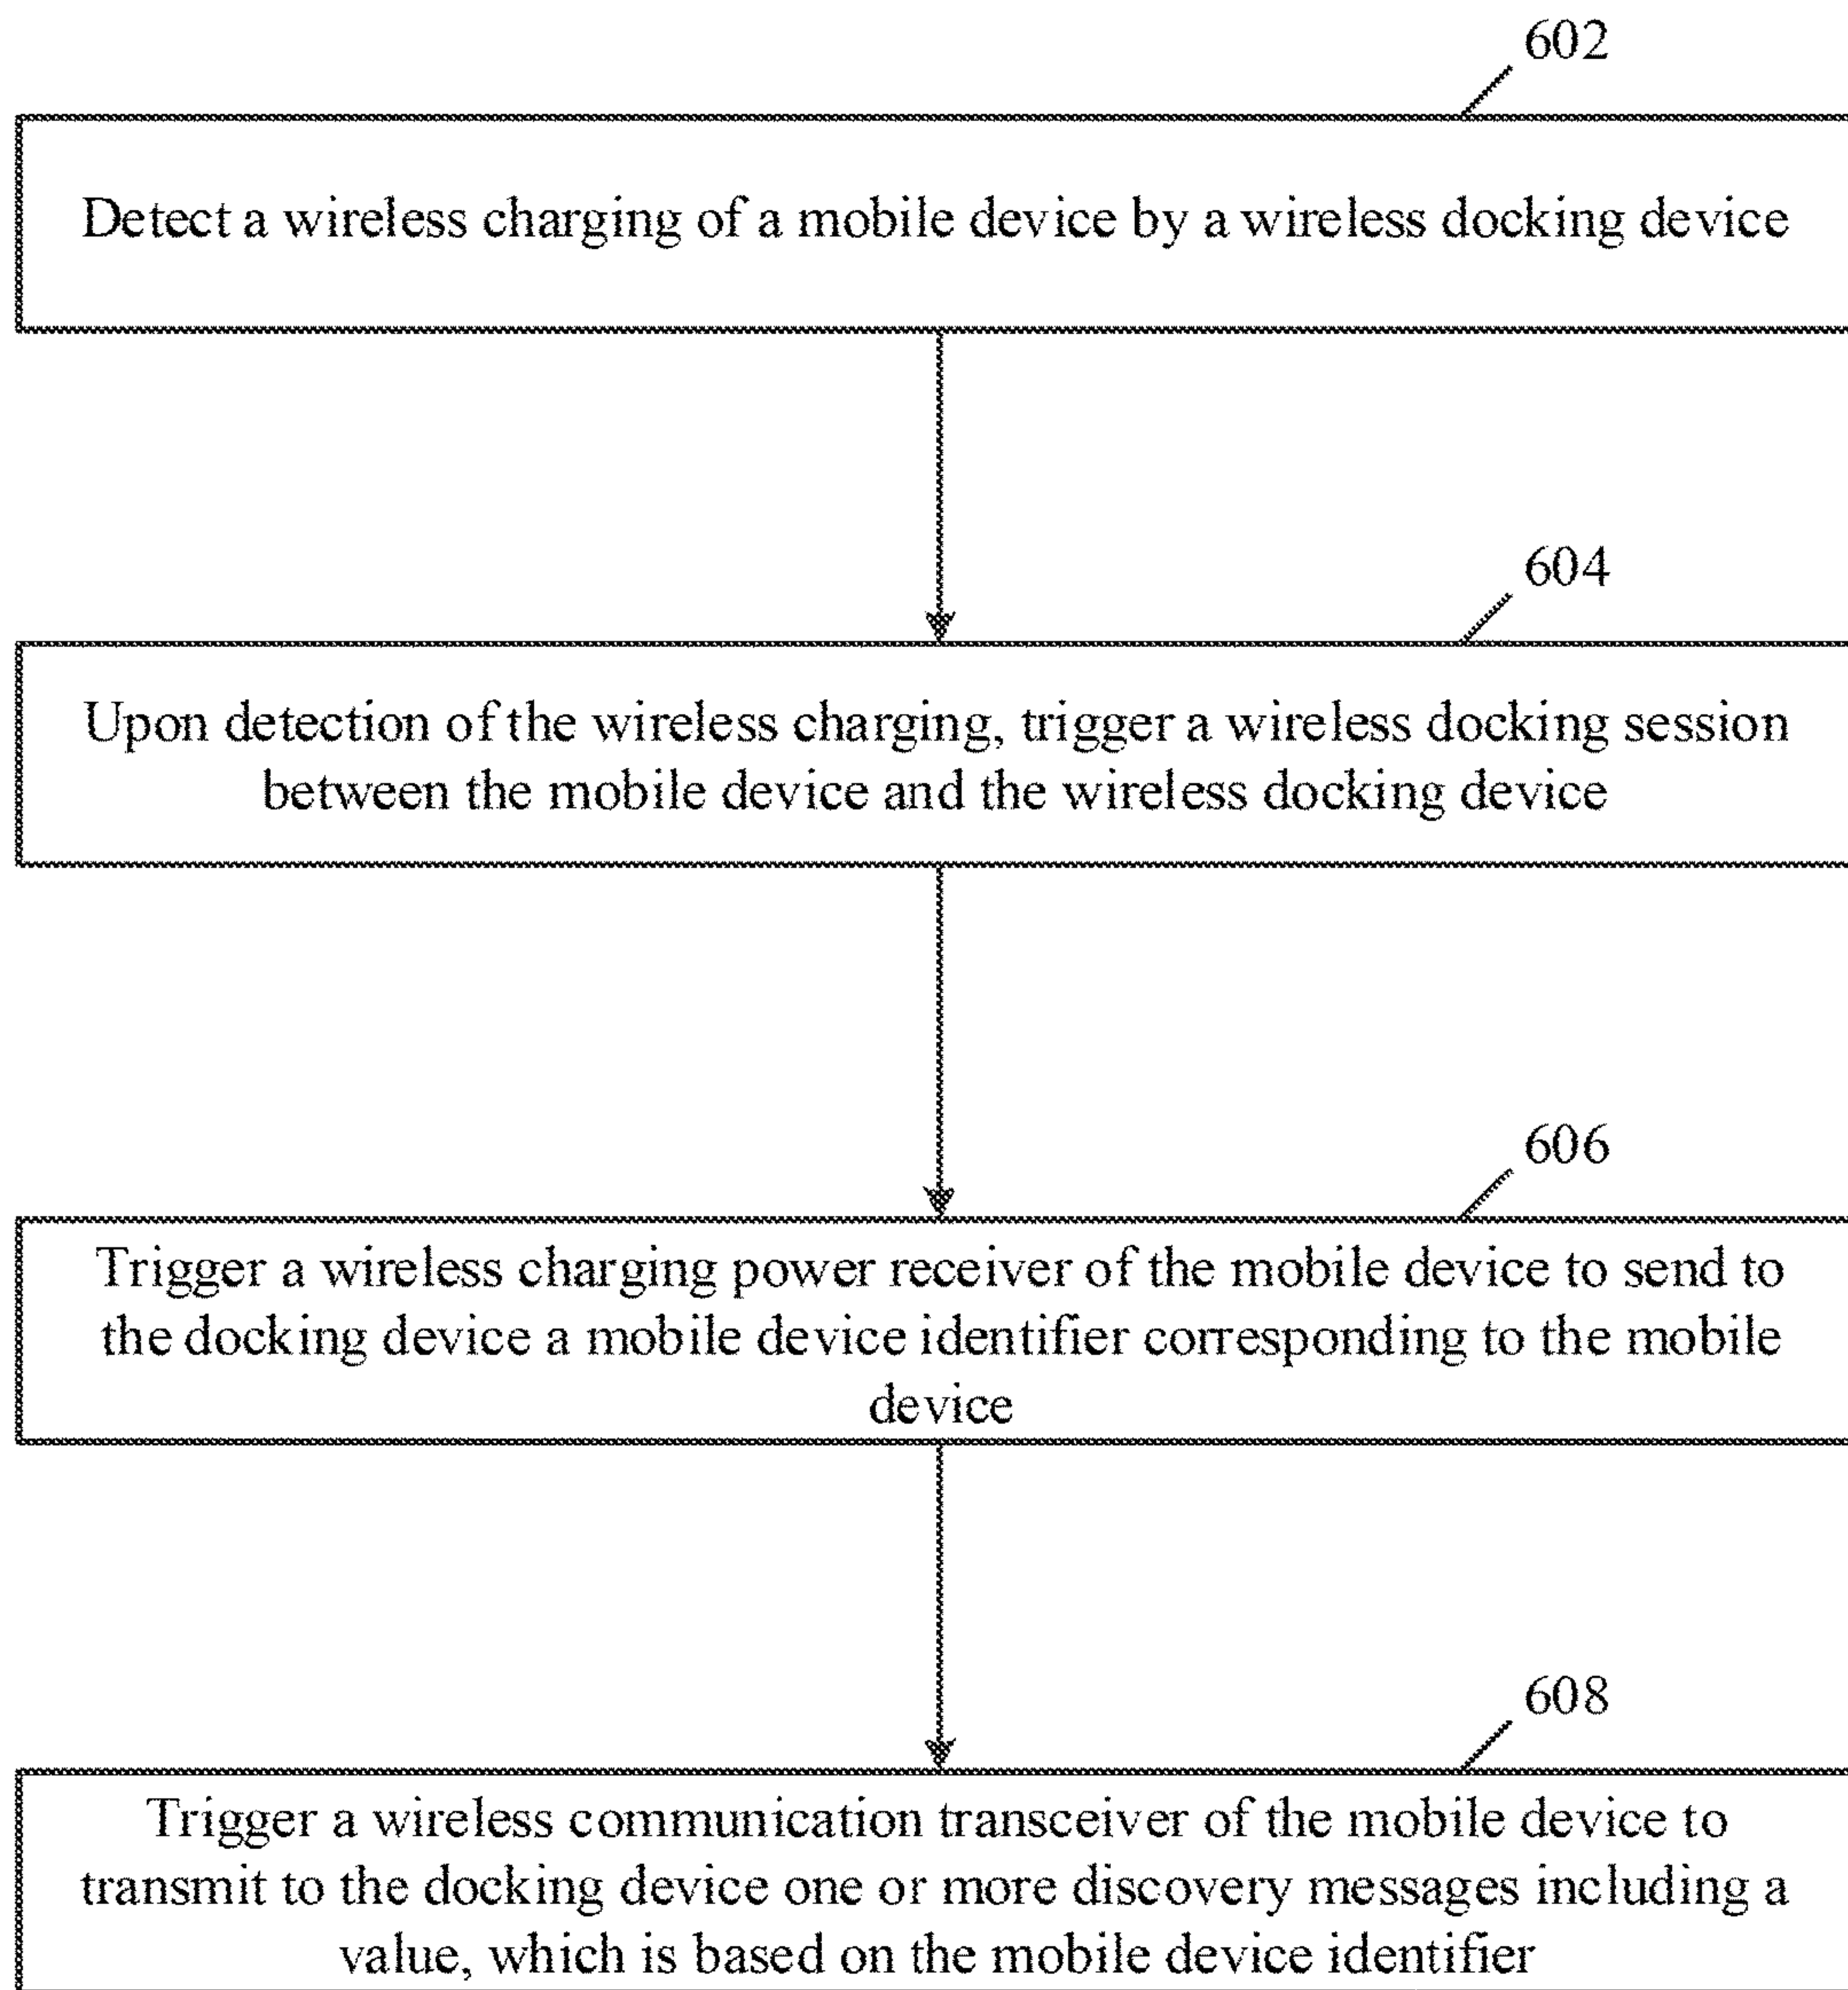 602
Detect a wireless charging of a mobile device by a wireless docking device
604
Upon detection of the wireless charging, trigger a wireless docking session
between the mobile device and the wireless docking device
606
Trigger a wireless charging power receiver of the mobile device to send to
the docking device a mobile device identifier corresponding to the mobile
device
608
Trigger a wireless communication transceiver of the mobile device to
transmit to the docking device one or more discovery messages including a
value, which is based on the mobile device identifier